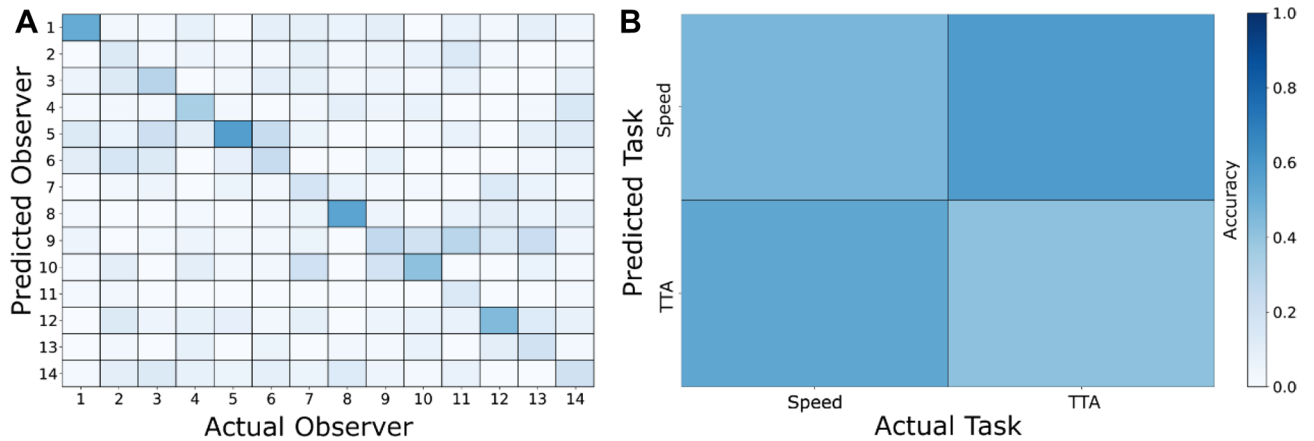 A
Predicted Observer
1
2
3
4
5
6
7
8
9
10
11
12
13
14
1 2 3 4 5 6 7 8 9 10 11 12 13 14
Actual Observer
B
Predicted Task
Speed
TTA
Speed TTA
Actual Task
Accuracy
1.0
0.8
0.6
0.4
0.2
0.0